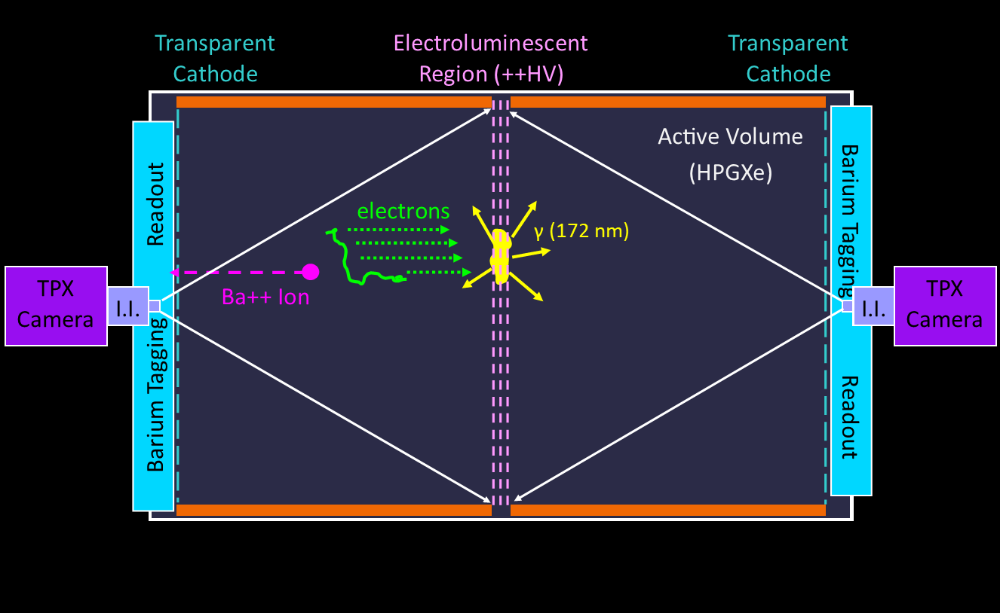 Transparent
Cathode
Electroluminescent
Region (++HV)
Transparent
Cathode
Active Volume
(HPGXe)
Readout
Barium Tagging
electrons
γ (172 nm)
Ba++ Ion
TPX
Camera
I.I.
Barium Tagging
I.I.
TPX
Camera
Readout